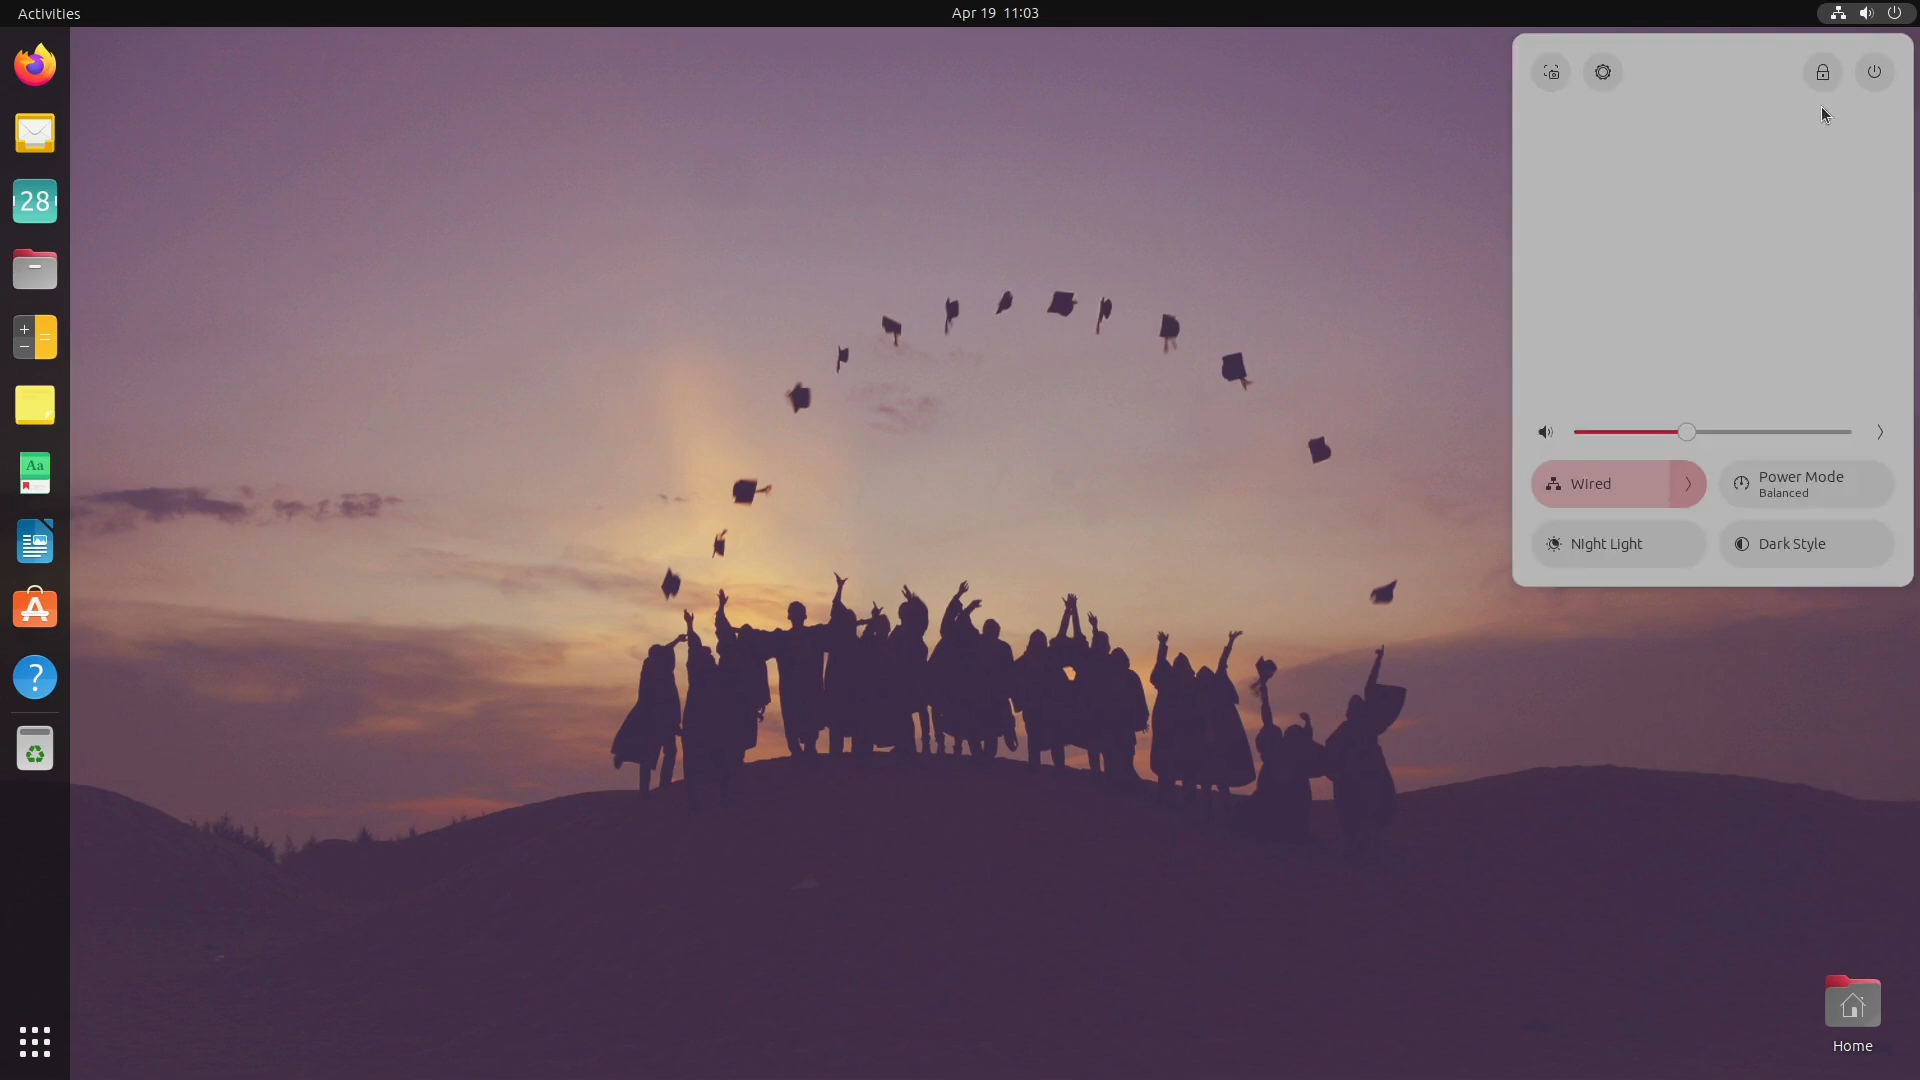 Activities
Apr 19 11:03
28
Aa
Wired
Power Mode
Balanced
Night Light
Dark Style
Home